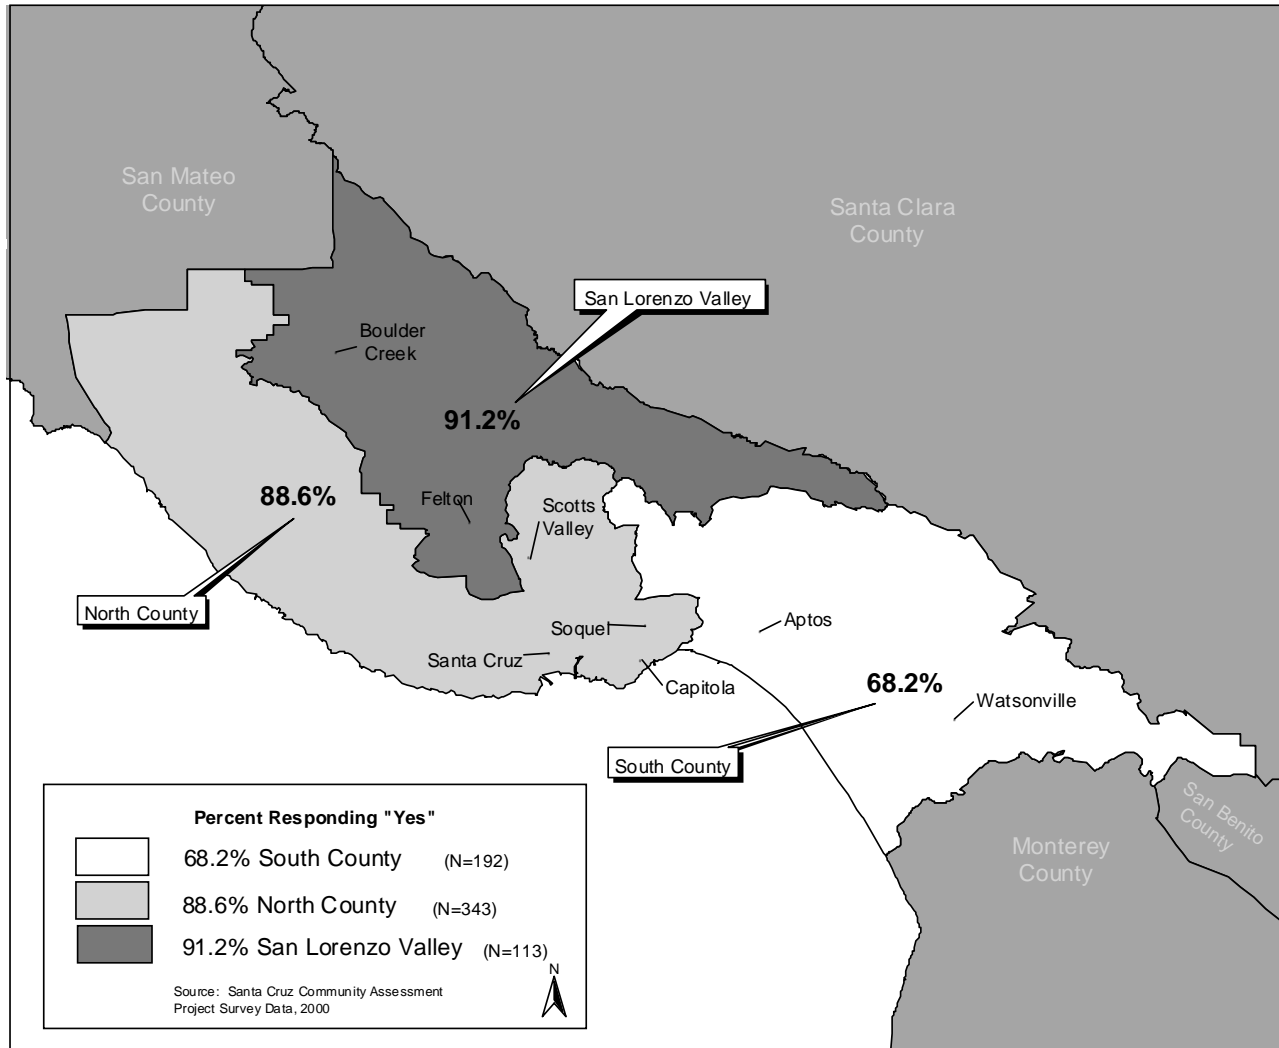 San Mateo
County
Santa Clara
County
San Lorenzo Valley
Boulder
Creek
91.2%
88.6%
Felton
Scotts
Valley
North County
Soquel
Aptos
Santa Cruz
Capitola
68.2%
Watsonville
South County
San Benito
County
Monterey
County
Percent Responding "Yes"
68.2% South County (N=192)
88.6% North County (N=343)
91.2% San Lorenzo Valley (N=113)
N
Source: Santa Cruz Community Assessment
Project Survey Data, 2000